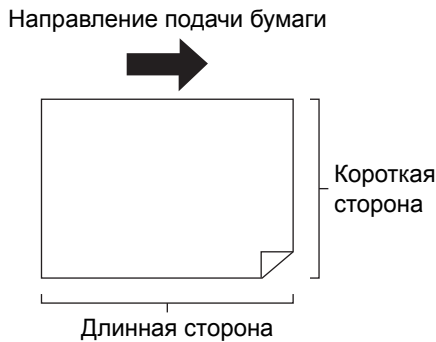 Направление подачи бумаги
Короткая
сторона
Длинная сторона